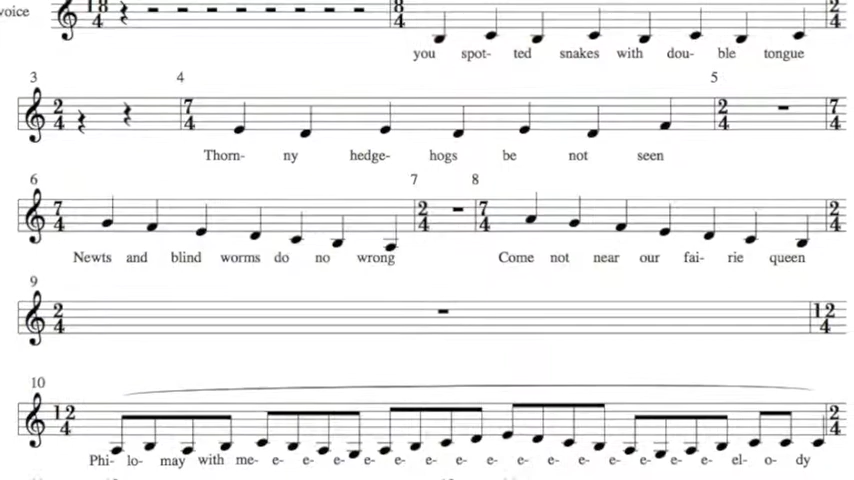 voice 18 4 8 4 2 4
you spot- ted snakes with dou- ble tongue
3 4 5
2 4 7 4 2 4 7 4
Thorn- ny hedge- hogs be not seen
6 7 8
7 4 2 4 7 4 2 4
Newts and blind worms do no wrong Come not near our fai- rie queen
9
2 4 12 4
10
12 4 2 4
Phi- lo- may with me- e- e- e- e- e- e- e- e- e- e- e- e- e- e- e- el- o- dy